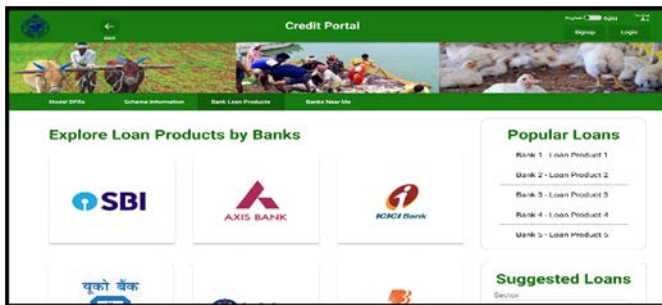 Credit Portal
English
BACK
Signup Login
Model DPRs Scheme Information Bank Loan Products Banks Near Me
Explore Loan Products by Banks
SBI
AXIS BANK
ICICI Bank
यूको बैंक
Popular Loans
Bank 1 - Loan Product 1
Bank 2 - Loan Product 2
Bank 3 - Loan Product 3
Bank 4 - Loan Product 4
Bank 5 - Loan Product 5
Suggested Loans
Sector